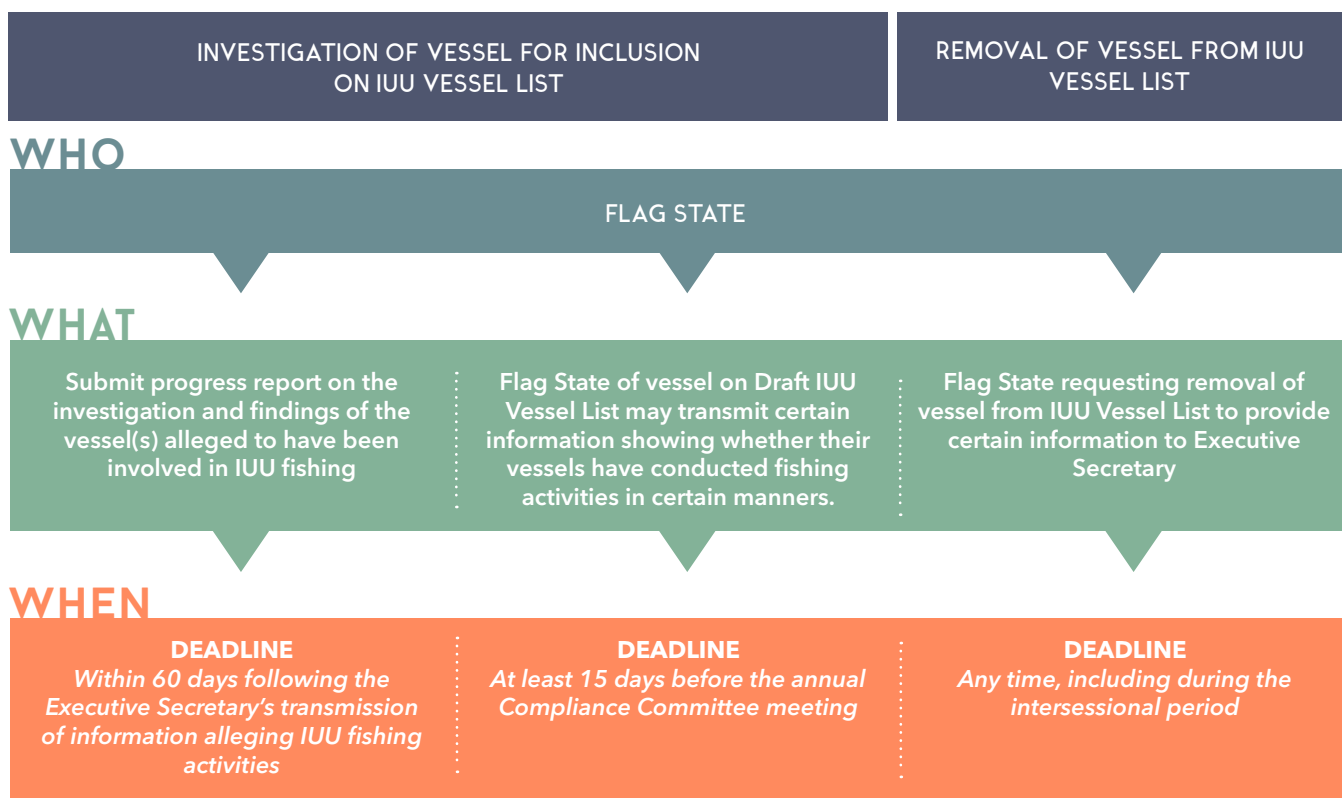 INVESTIGATION OF VESSEL FOR INCLUSION
ON IUU VESSEL LIST
REMOVAL OF VESSEL FROM IUU
VESSEL LIST
WHO
FLAG STATE
WHAT
Submit progress report on the
investigation and findings of the
vessel(s) alleged to have been
involved in IUU fishing
Flag State of vessel on Draft IUU
Vessel List may transmit certain
information showing whether their
vessels have conducted fishing
activities in certain manners.
Flag State requesting removal of
vessel from IUU Vessel List to provide
certain information to Executive
Secretary
WHEN
DEADLINE
Within 60 days following the
Executive Secretary's transmission
of information alleging IUU fishing
activities
DEADLINE
At least 15 days before the annual
Compliance Committee meeting
DEADLINE
Any time, including during the
intersessional period